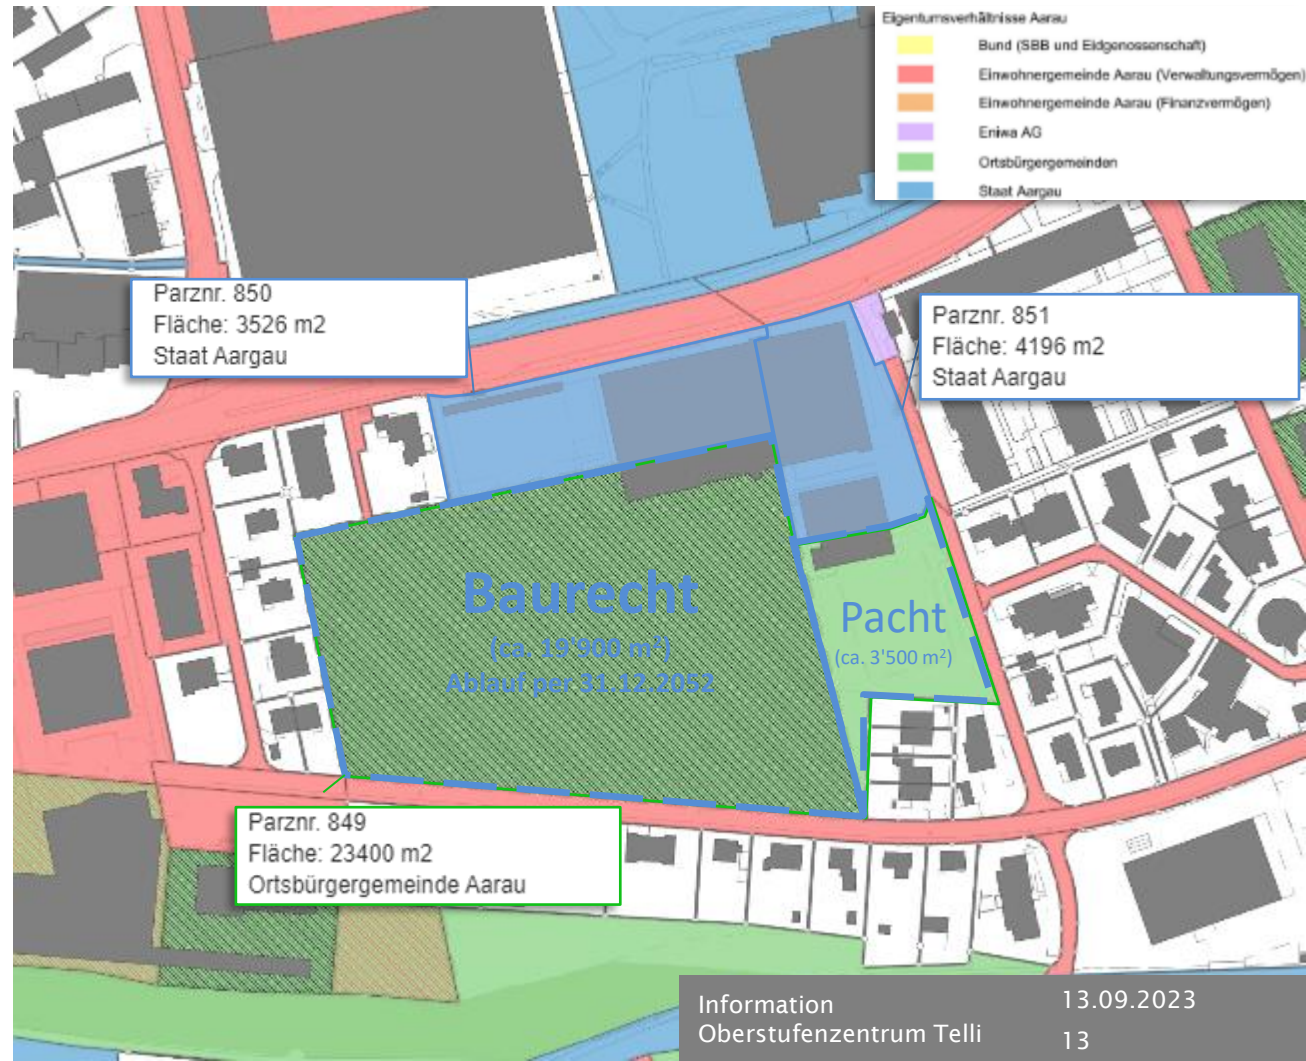 Eigentumsverhältnisse Aarau
Bund (SBB und Eidgenossenschaft)
Einwohnergemeinde Aarau (Verwaltungsvermögen)
Einwohnergemeinde Aarau (Finanzvermögen)
Eniwa AG
Ortsbürgergemeinden
Staat Aargau
Parznr. 850
Fläche: 3526 m2
Staat Aargau
Parznr. 851
Fläche: 4196 m2
Staat Aargau
Baurecht
(ca. 19'900 m²)
Ablauf per 31.12.2052
Pacht
(ca. 3'500 m²)
Parznr. 849
Fläche: 23400 m2
Ortsbürgergemeinde Aarau
Information
Oberstufenzentrum Telli
13.09.2023
13